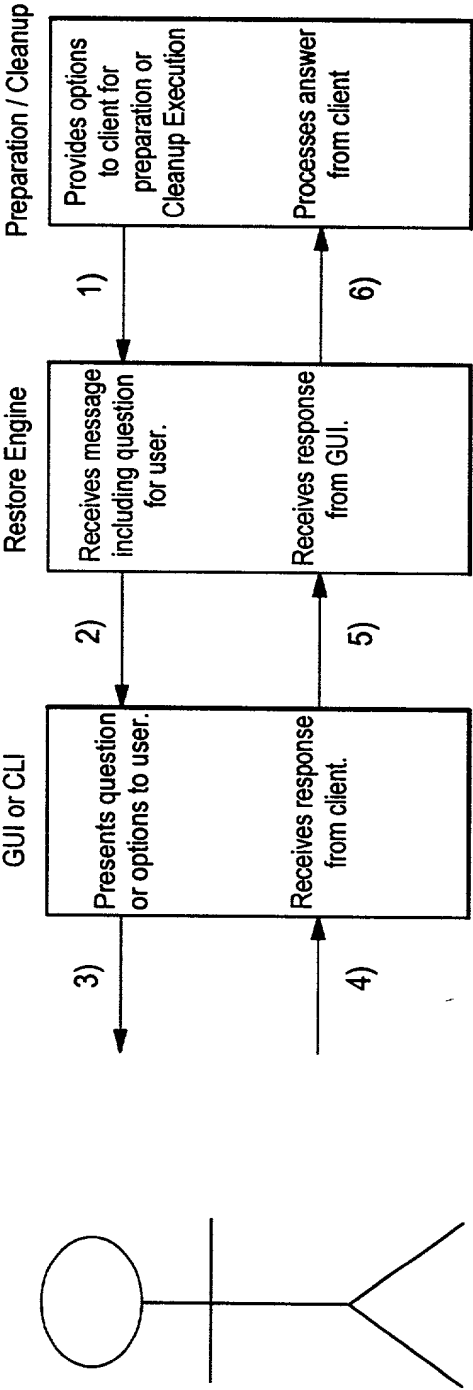 GUI or CLI
Restore Engine
Preparation / Cleanup
Presents question
or options to user.
Receives response
from client.
Receives message
including question
for user.
Receives response
from GUI.
Provides options
to client for
preparation or
Cleanup Execution
Processes answer
from client
3)
2)
1)
4)
5)
6)